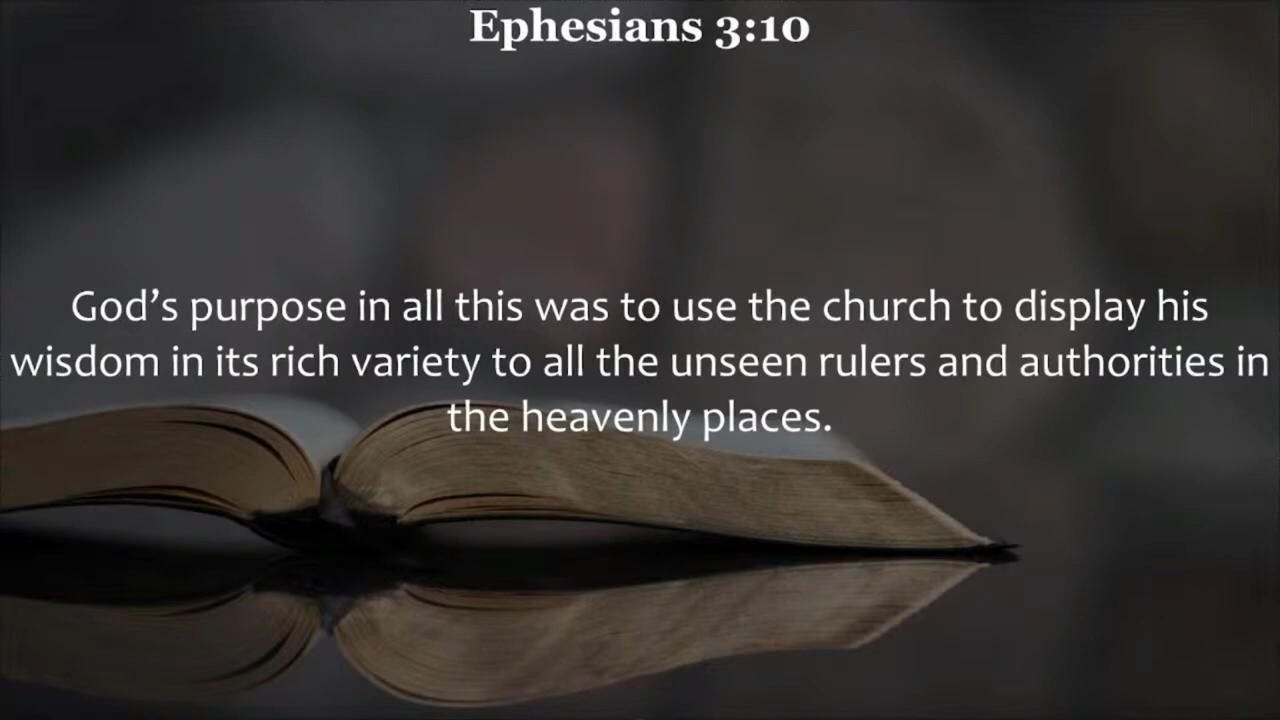 Ephesians 3:10
God’s purpose in all this was to use the church to display his
wisdom in its rich variety to all the unseen rulers and authorities in
the heavenly places.